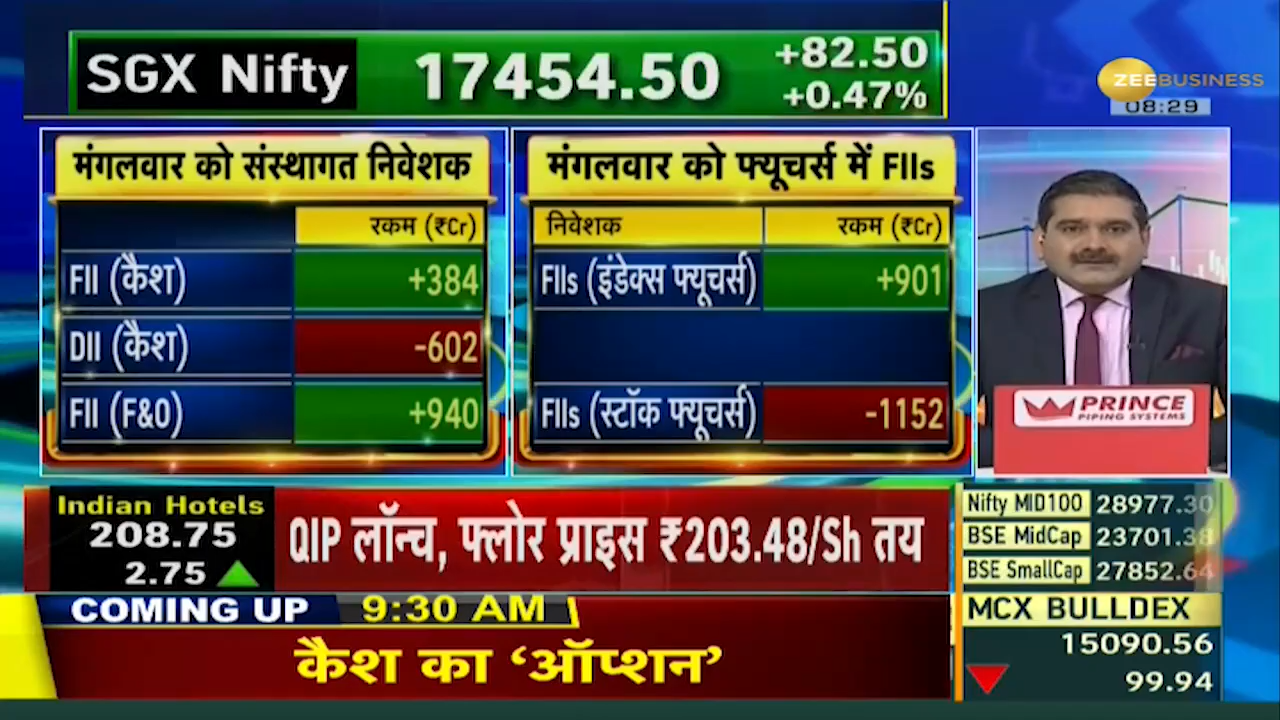 SGX Nifty 17454.50 +82.50
+0.47%
ZEEBUSINESS
08:29
मंगलवार को संस्थागत निवेशक
रकम (₹Cr)
FII (कैश) +384
DII (कैश) -602
FII (F&O) +940
मंगलवार को फ्यूचर्स में FIIs
निवेशक रकम (₹Cr)
FIIs (इंडेक्स फ्यूचर्स) +901
FIIs (स्टॉक फ्यूचर्स) -1152
PRINCE
PIPING SYSTEMS
Indian Hotels
208.75
2.75
QIP लॉन्च, फ्लोर प्राइस ₹203.48/Sh तय
Nifty MID100 28977.30
BSE MidCap 23701.38
BSE SmallCap 27852.64
COMING UP 9:30 AM
कैश का ‘ऑप्शन’
MCX BULLDEX
15090.56
99.94